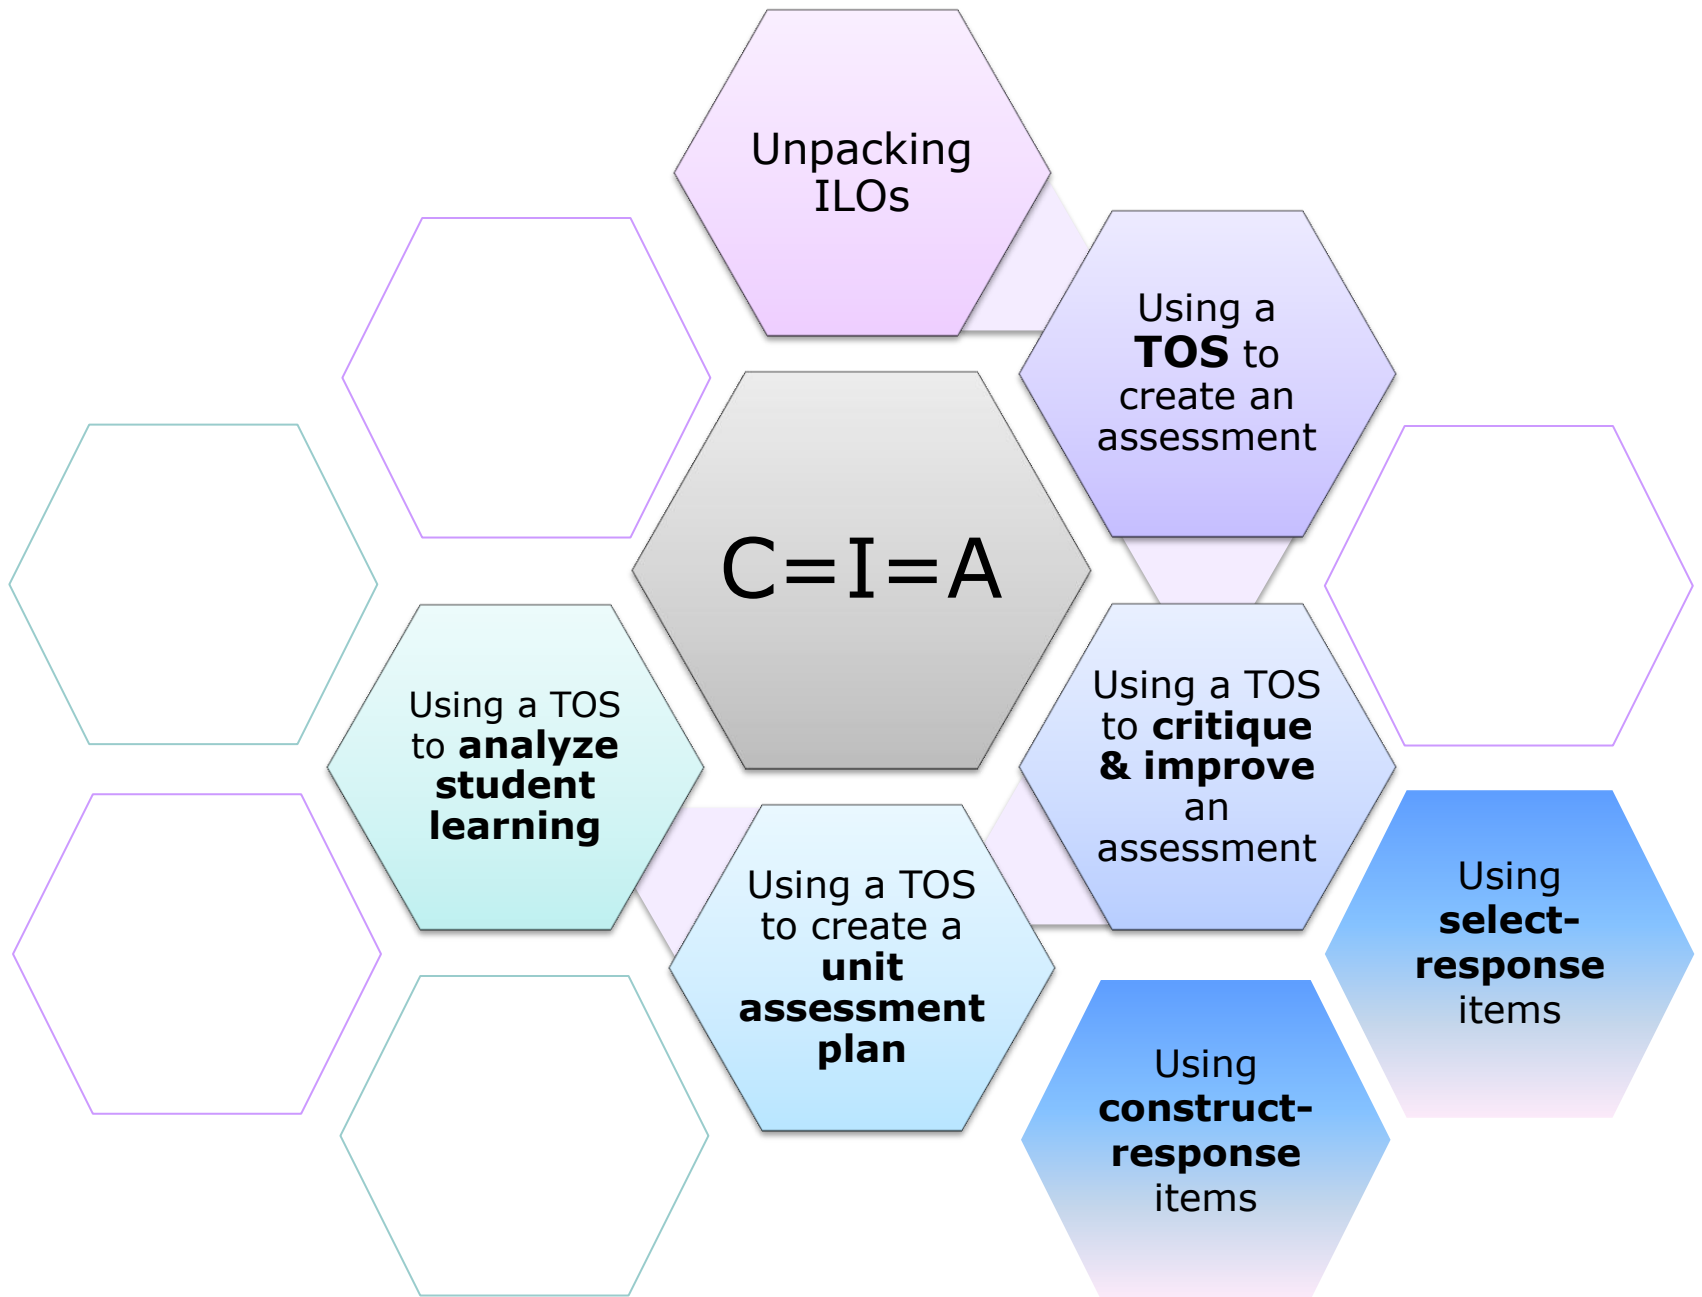 Unpacking
ILOs
Using a
TOS to
create an
assessment
C=I=A
Using a TOS
to critique
& improve
an
assessment
Using a TOS
to analyze
student
learning
Using a TOS
to create a
unit
assessment
plan
Using
select-
response
items
Using
construct-
response
items